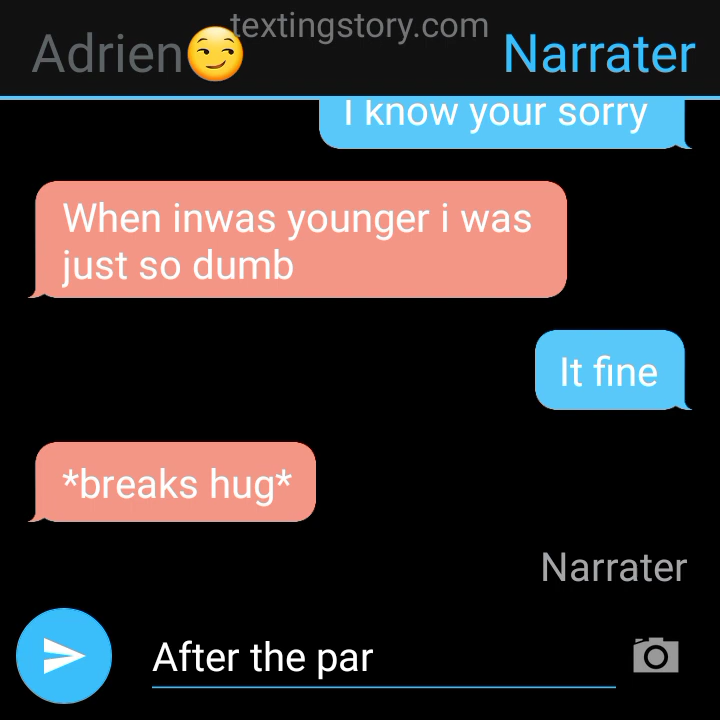 textingstory.com
Adrien😏 Narrater
I know your sorry
When inwas younger i was
just so dumb
It fine
*breaks hug*
Narrater
After the par